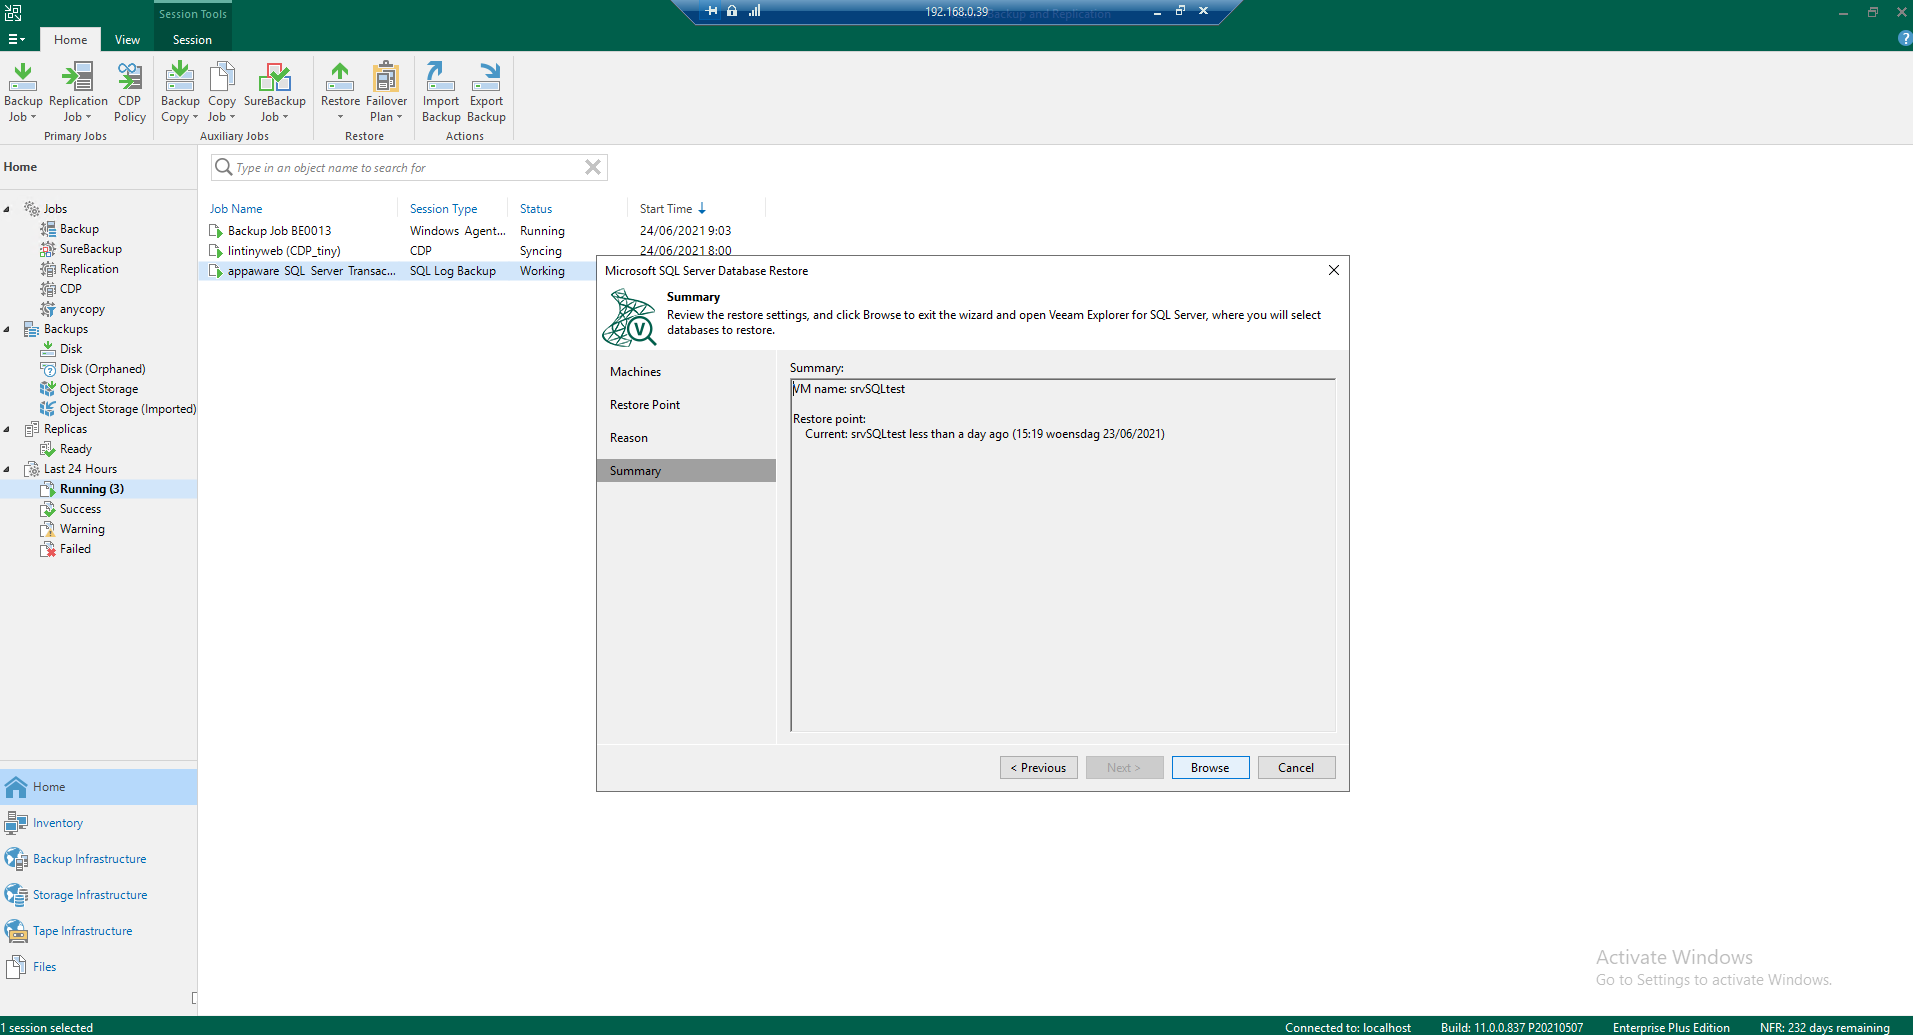 Session Tools
192.168.0.39
Backup and Replication
Home
View
Session
Backup Job
Replication Job
CDP Policy
Backup Copy
Copy Job
SureBackup Job
Restore
Failover Plan
Import Backup
Export Backup
Primary Jobs
Auxiliary Jobs
Restore
Actions
Home
Type in an object name to search for
Jobs
Backup
SureBackup
Replication
CDP
anycopy
Backups
Disk
Disk (Orphaned)
Object Storage
Object Storage (Imported)
Replicas
Ready
Last 24 Hours
Running (3)
Success
Warning
Failed
Job Name Session Type Status Start Time
Backup Job BE0013 Windows Agent... Running 24/06/2021 9:03
lintinyweb (CDP_tiny) CDP Syncing 24/06/2021 8:00
appaware SQL Server Transac... SQL Log Backup Working
Microsoft SQL Server Database Restore
Summary
Review the restore settings, and click Browse to exit the wizard and open Veeam Explorer for SQL Server, where you will select
databases to restore.
Machines
Restore Point
Reason
Summary
Summary:
VM name: srvSQLtest
Restore point:
Current: srvSQLtest less than a day ago (15:19 woensdag 23/06/2021)
< Previous
Next >
Browse
Cancel
Home
Inventory
Backup Infrastructure
Storage Infrastructure
Tape Infrastructure
Files
Activate Windows
Go to Settings to activate Windows.
1 session selected
Connected to: localhost
Build: 11.0.0.837 P20210507
Enterprise Plus Edition
NFR: 232 days remaining